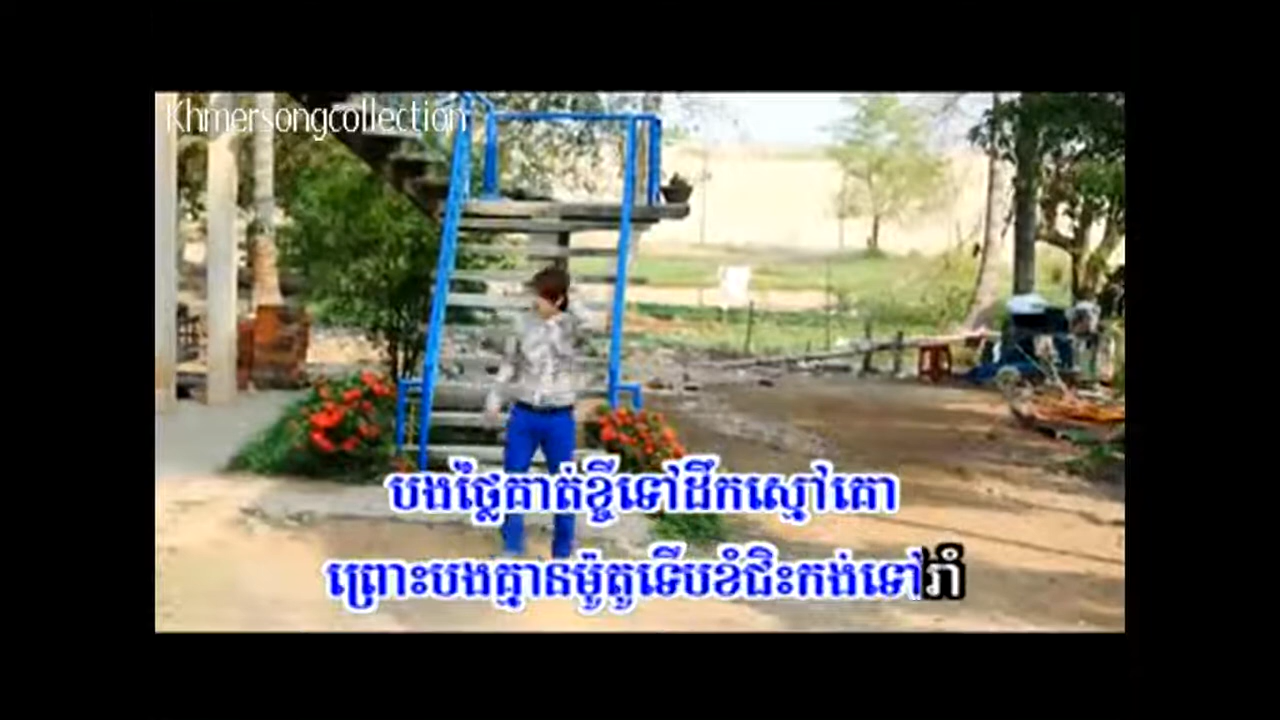 Khmersongcollection
បងថ្លៃគាត់ខ្ចីទៅដឹកស្មៅគោ
ព្រោះបងគ្មានម៉ូតូទើបខំជិះកង់ទៅរាំ